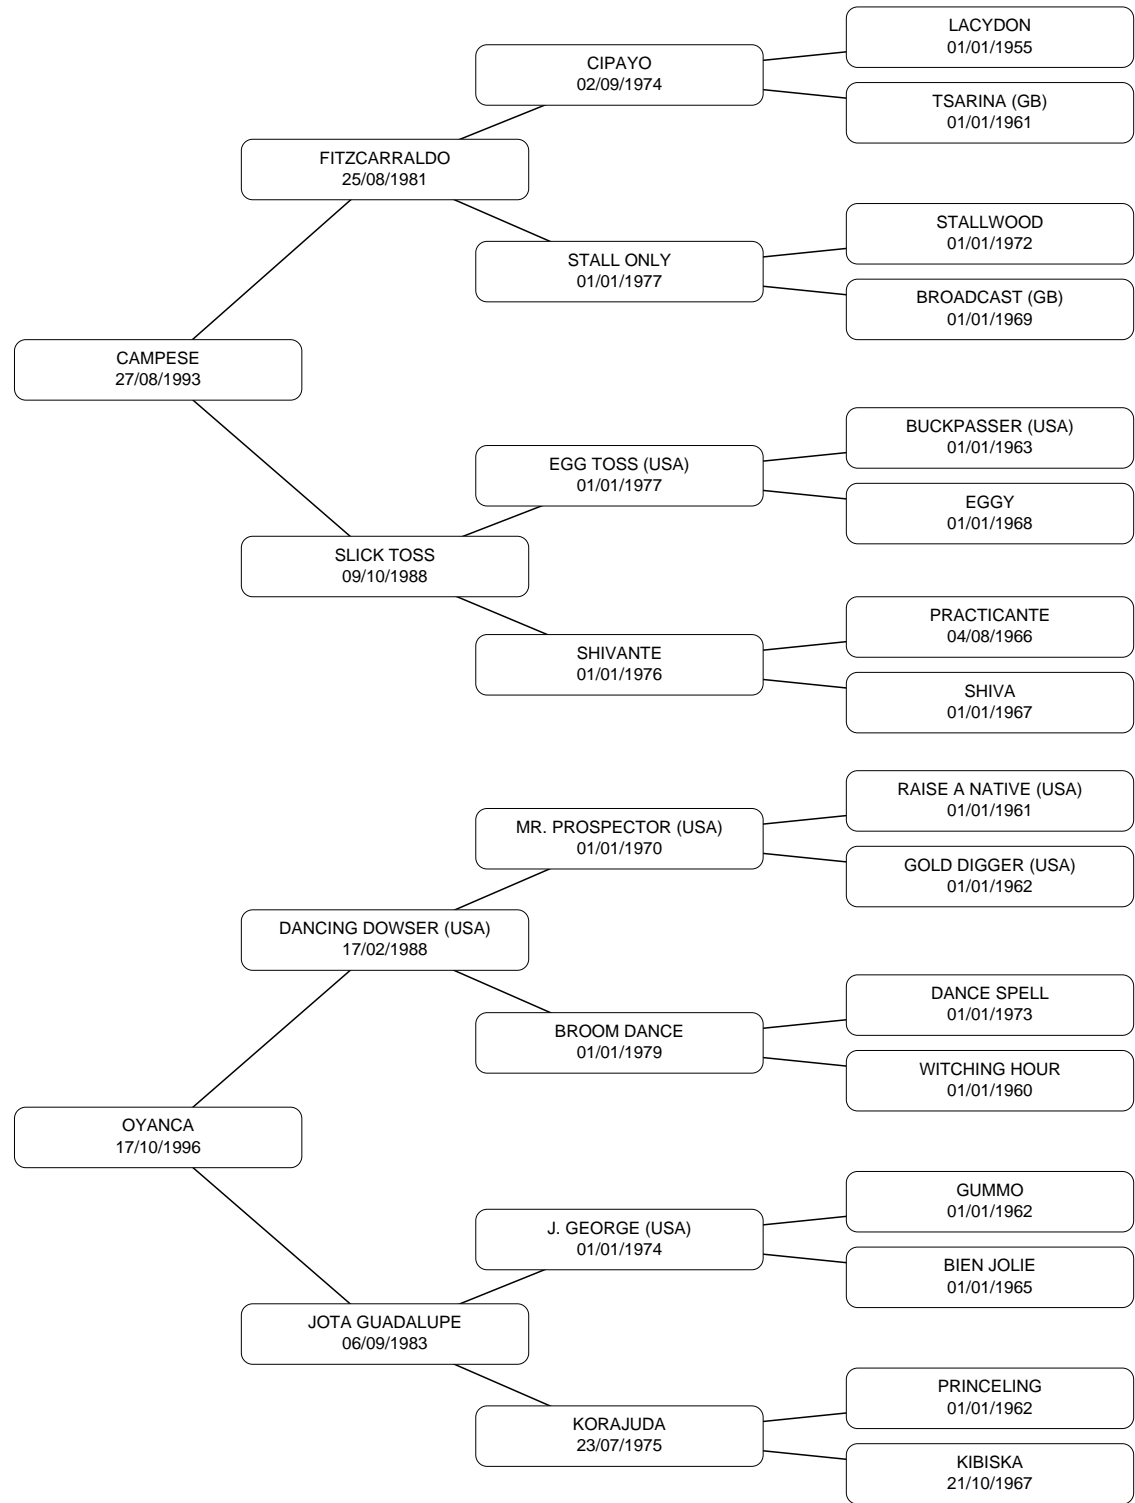 LACYDON
01/01/1955
CIPAYO
02/09/1974
TSARINA (GB)
01/01/1961
FITZCARRALDO
25/08/1981
STALLWOOD
01/01/1972
STALL ONLY
01/01/1977
BROADCAST (GB)
01/01/1969
CAMPESE
27/08/1993
BUCKPASSER (USA)
01/01/1963
EGG TOSS (USA)
01/01/1977
EGGY
01/01/1968
SLICK TOSS
09/10/1988
PRACTICANTE
04/08/1966
SHIVANTE
01/01/1976
SHIVA
01/01/1967
RAISE A NATIVE (USA)
01/01/1961
MR. PROSPECTOR (USA)
01/01/1970
GOLD DIGGER (USA)
01/01/1962
DANCING DOWSER (USA)
17/02/1988
DANCE SPELL
01/01/1973
BROOM DANCE
01/01/1979
WITCHING HOUR
01/01/1960
OYANCA
17/10/1996
GUMMO
01/01/1962
J. GEORGE (USA)
01/01/1974
BIEN JOLIE
01/01/1965
JOTA GUADALUPE
06/09/1983
PRINCELING
01/01/1962
KORAJUDA
23/07/1975
KIBISKA
21/10/1967